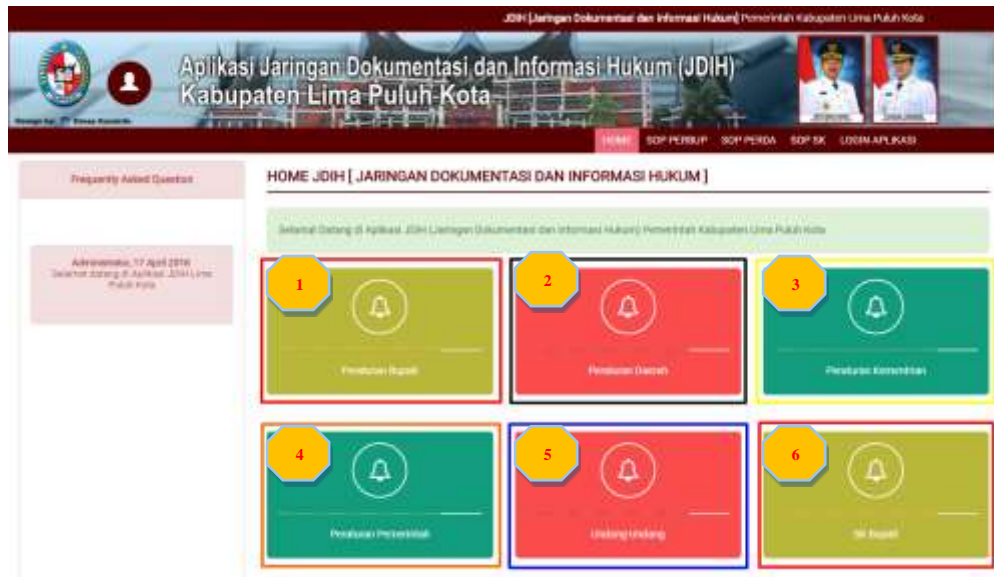 JDIH [Jaringan Dokumentasi dan Informasi Hukum] Pemerintah Kabupaten Lima Puluh Kota
Aplikasi Jaringan Dokumentasi dan Informasi Hukum (JDIH)
Kabupaten Lima Puluh Kota
HOME SOP PERBUP SOP PERDA SOP SK LOGIN APLIKASI
Frequently Asked Question
HOME JDIH [ JARINGAN DOKUMENTASI DAN INFORMASI HUKUM ]
Selamat Datang di Aplikasi JDIH (Jaringan Dokumentasi dan Informasi Hukum) Pemerintah Kabupaten Lima Puluh Kota
17 April 2016
Selamat datang di Aplikasi JDIH Lima
Puluh Kota
1
Peraturan Bupati
2
Peraturan Daerah
3
Peraturan Kementrian
4
Peraturan Pemerintah
5
Undang Undang
6
SK Bupati